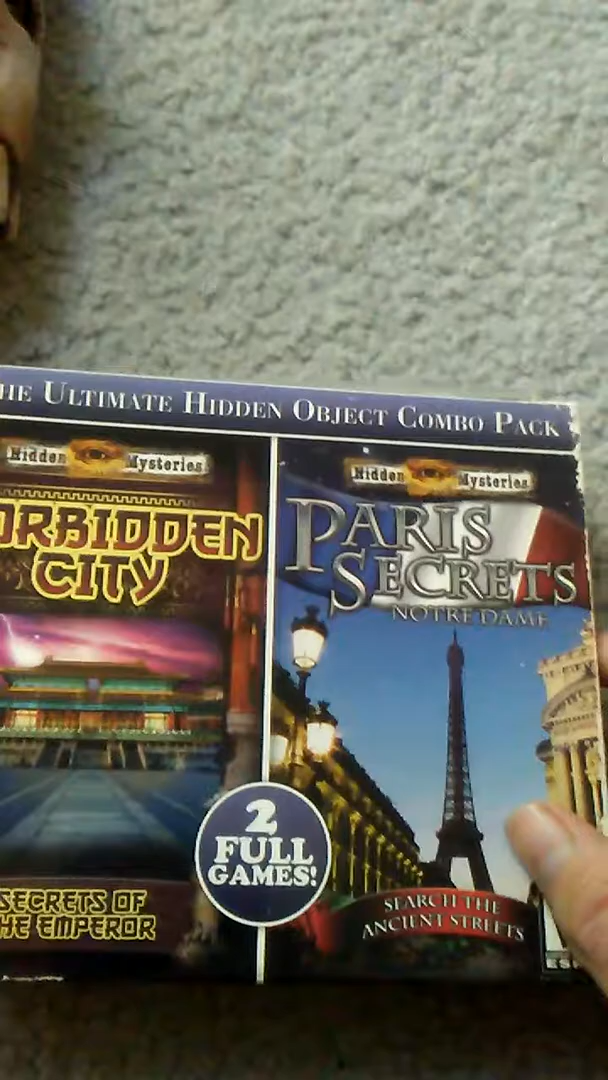 HE ULTIMATE HIDDEN OBJECT COMBO PACK
Hidden Mysteries
ORBIDDEN
CITY
SECRETS OF
HE EMPEROR
2
FULL
GAMES!
Hidden Mysteries
PARIS
SECRETS
NOTRE DAME
SEARCH THE
ANCIENT STREETS